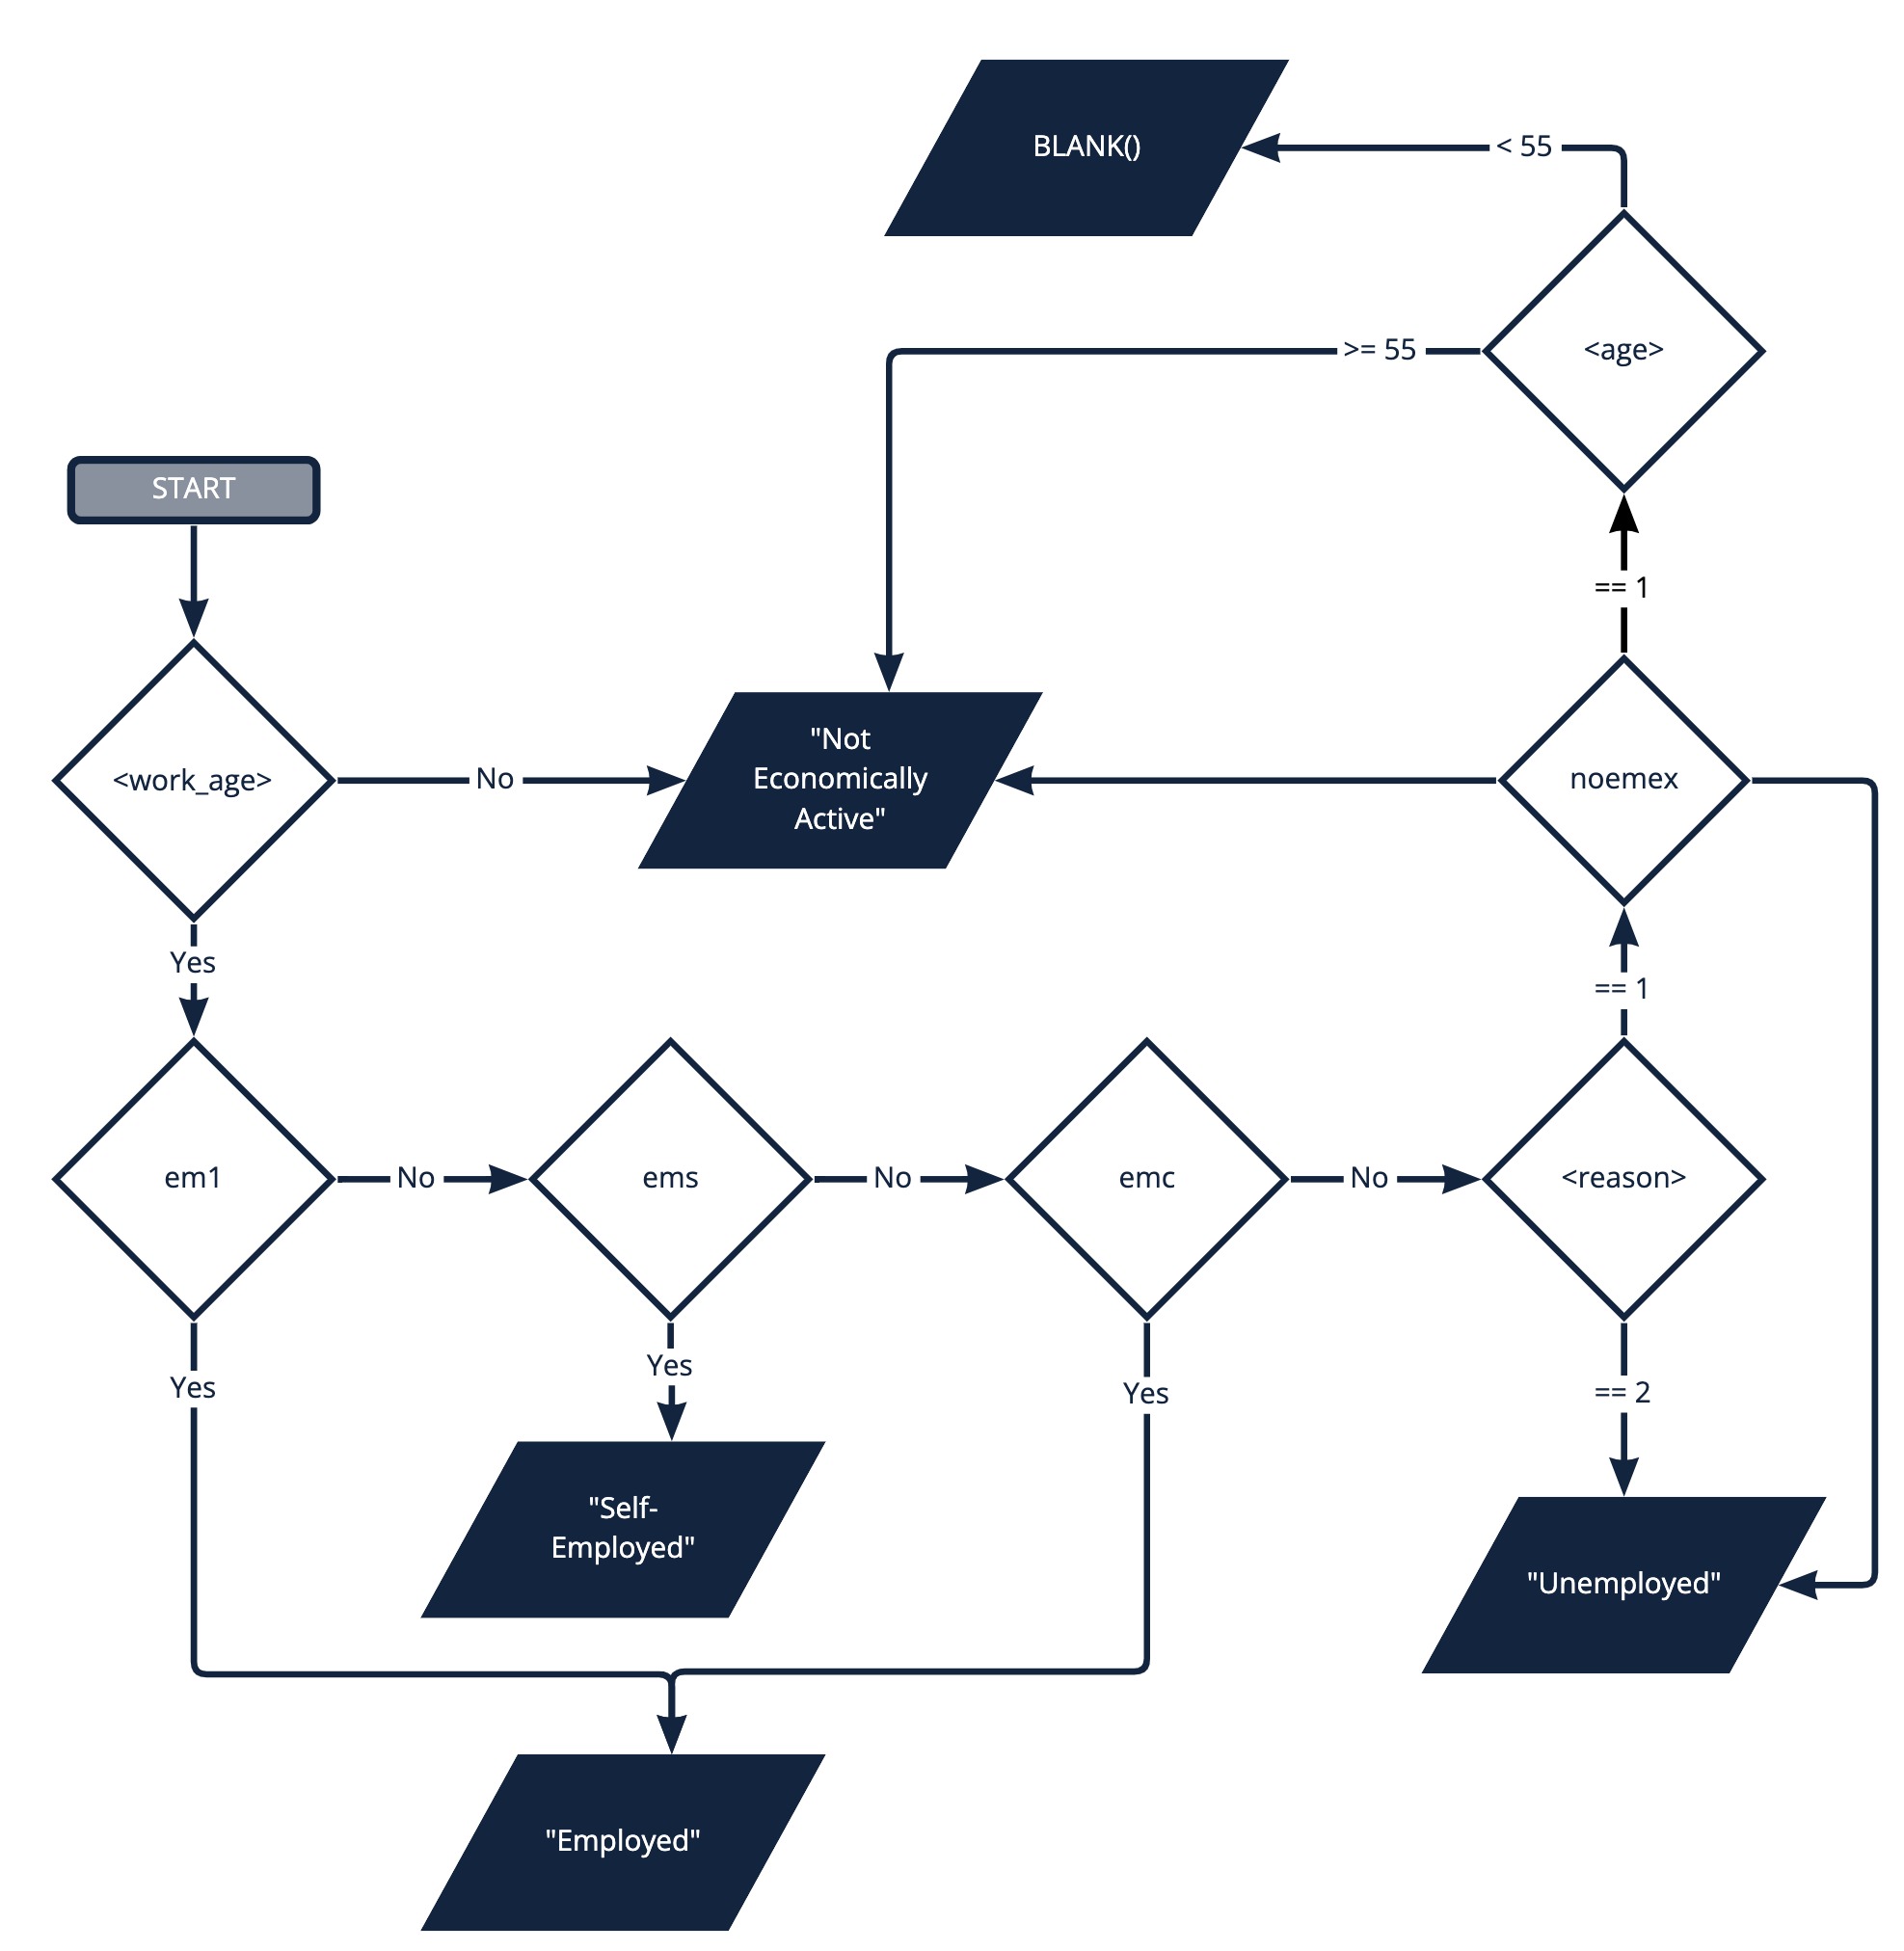 BLANK()
< 55
<age>
>= 55
START
== 1
"Not
Economically
Active"
<work_age>
No
noemex
Yes
== 1
em1
No
ems
No
emc
No
<reason>
Yes
Yes
Yes
== 2
"Self-
Employed"
"Unemployed"
"Employed"